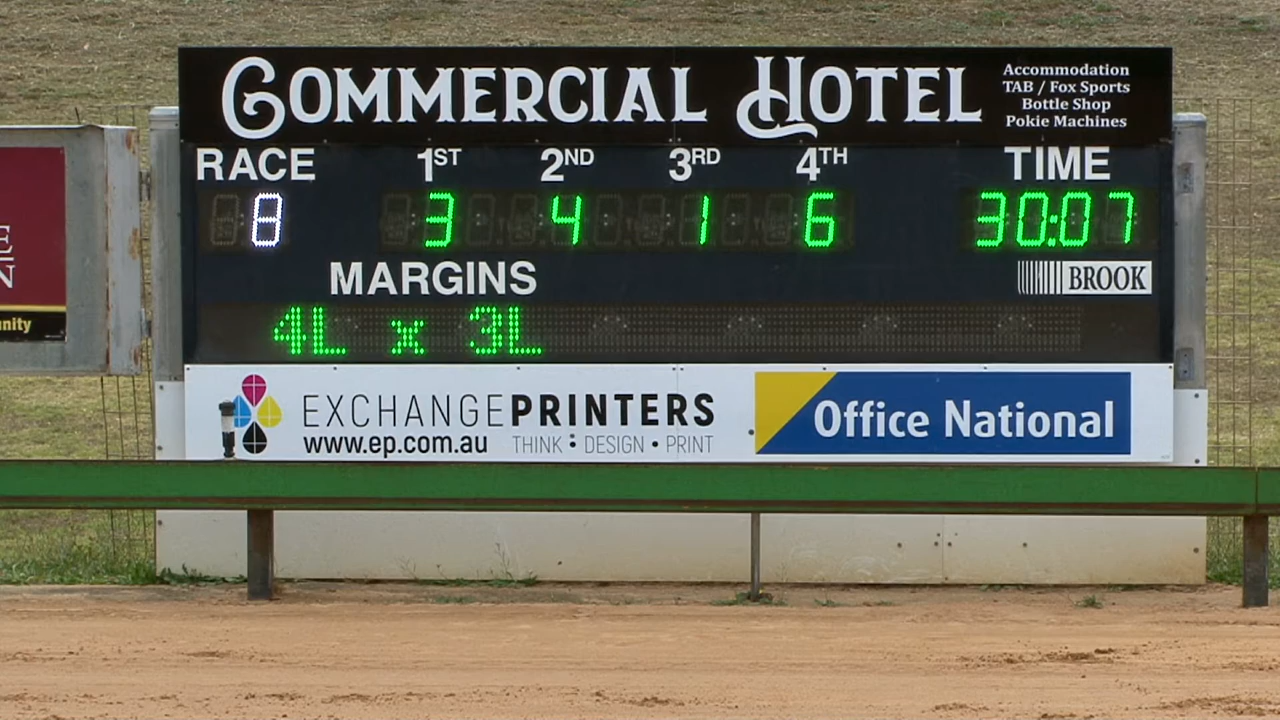 COMMERCIAL HOTEL
Accommodation
TAB / Fox Sports
Bottle Shop
Pokie Machines
RACE 1ST 2ND 3RD 4TH TIME
8 3 4 1 6 30:07
MARGINS
BROOK
4L x 3L
EXCHANGEPRINTERS
www.ep.com.au THINK • DESIGN • PRINT
Office National